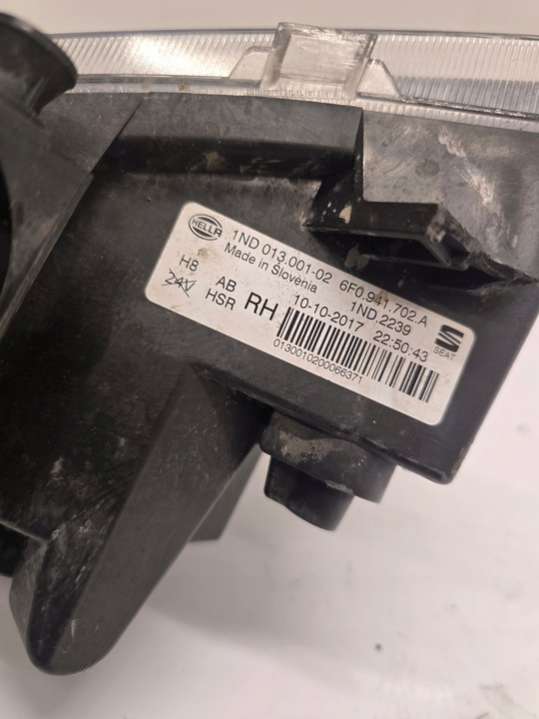 HELLA
1ND 013.001-02 6F0.941.702.A
Made in Slovenia 1ND 2239
H8 AB 10-10-2017 22:50:43
24V HSR RH
SEAT
0130010200066371